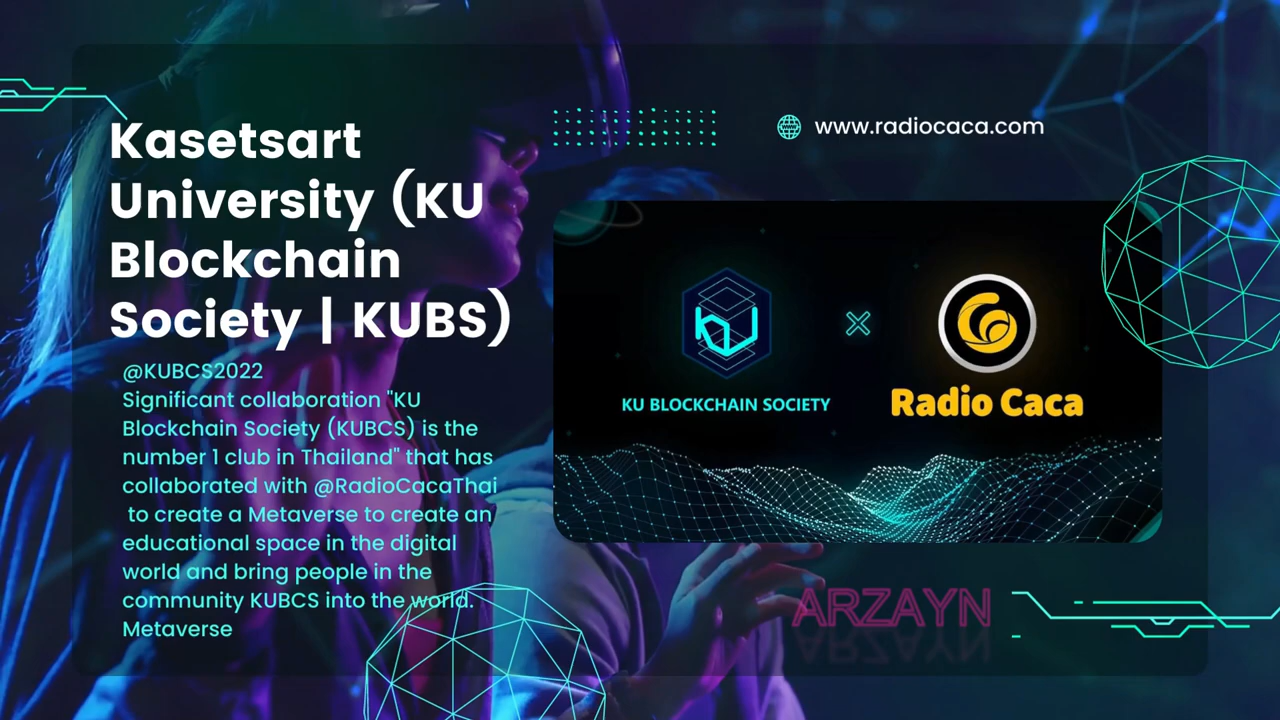 Kasetsart
University (KU
Blockchain
Society | KUBS)
@KUBCS2022
Significant collaboration "KU
Blockchain Society (KUBCS) is the
number 1 club in Thailand" that has
collaborated with @RadioCacaThai
to create a Metaverse to create an
educational space in the digital
world and bring people in the
community KUBCS into the world.
Metaverse
www.radiocaca.com
KU BLOCKCHAIN SOCIETY
Radio Caca
ARZAYN